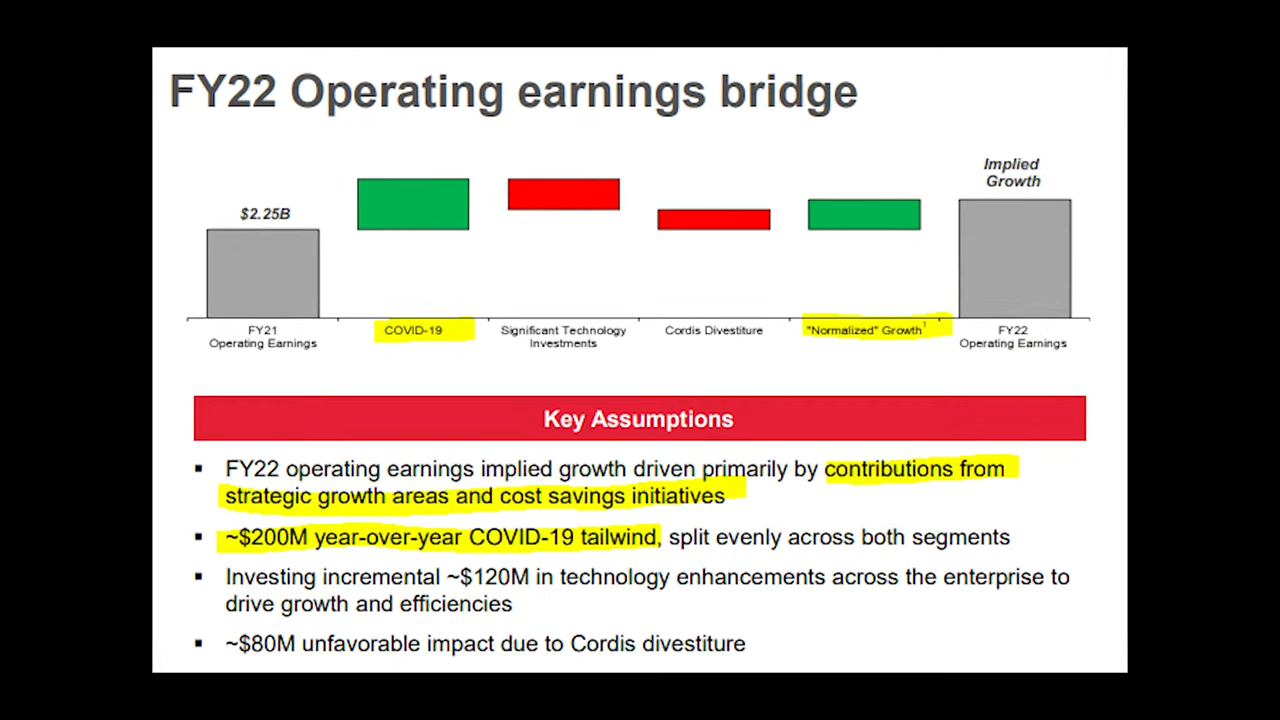 FY22 Operating earnings bridge
Implied
Growth
$2.25B
FY21
Operating Earnings
COVID-19
Significant Technology
Investments
Cordis Divestiture
"Normalized" Growth¹
FY22
Operating Earnings
Key Assumptions
▪ FY22 operating earnings implied growth driven primarily by contributions from
strategic growth areas and cost savings initiatives
▪ ~$200M year-over-year COVID-19 tailwind, split evenly across both segments
▪ Investing incremental ~$120M in technology enhancements across the enterprise to
drive growth and efficiencies
▪ ~$80M unfavorable impact due to Cordis divestiture